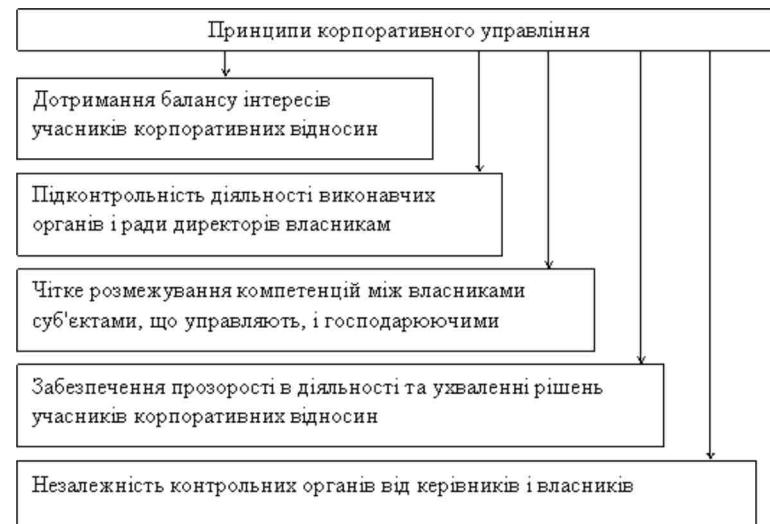 Принципи корпоративного управління
Дотримання балансу інтересів
учасників корпоративних відносин
Підконтрольність діяльності виконавчих
органів і ради директорів власникам
Чітке розмежування компетенцій між власниками
суб'єктами, що управляють, і господарюючими
Забезпечення прозорості в діяльності та ухваленні рішень
учасників корпоративних відносин
Незалежність контрольних органів від керівників і власників